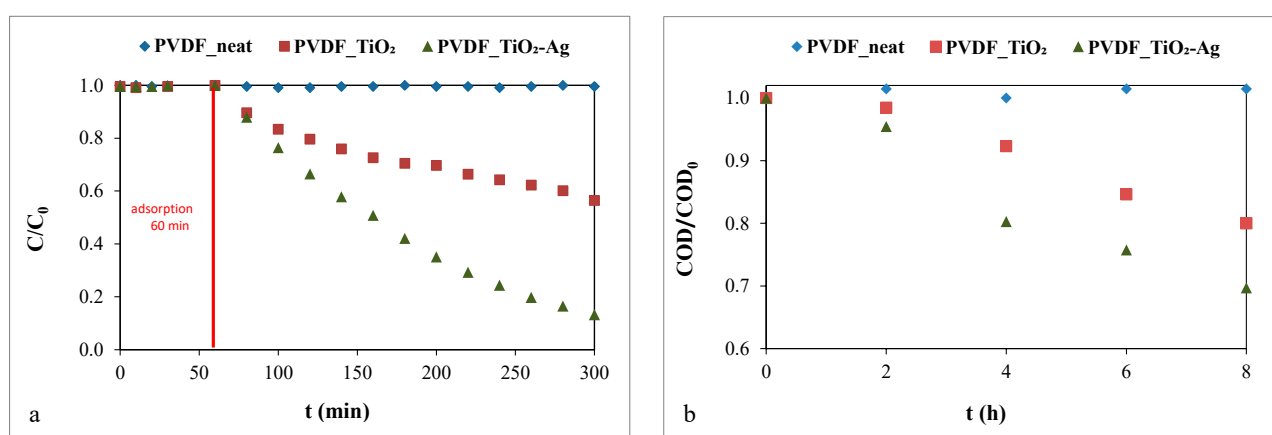 PVDF_neat PVDF_TiO₂ PVDF_TiO₂-Ag
1.0
0.8
0.6
0.4
0.2
0.0
C/C₀
adsorption
60 min
0 50 100 150 200 250 300
t (min)
a
PVDF_neat PVDF_TiO₂ PVDF_TiO₂-Ag
1.0
0.9
0.8
0.7
0.6
COD/COD₀
0 2 4 6 8
t (h)
b